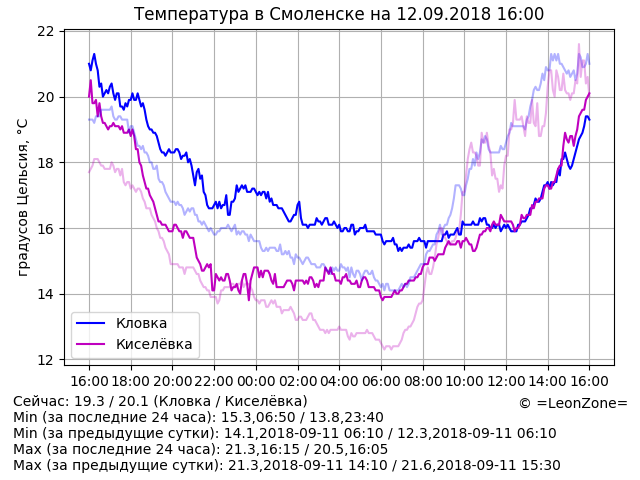 Температура в Смоленске на 12.09.2018 16:00
22
20
18
16
14
12
градусов Цельсия, °C
Кловка
Киселёвка
16:00 18:00 20:00 22:00 00:00 02:00 04:00 06:00 08:00 10:00 12:00 14:00 16:00
Сейчас: 19.3 / 20.1 (Кловка / Киселёвка)
© =LeonZone=
Min (за последние 24 часа): 15.3,06:50 / 13.8,23:40
Min (за предыдущие сутки): 14.1,2018-09-11 06:10 / 12.3,2018-09-11 06:10
Max (за последние 24 часа): 21.3,16:15 / 20.5,16:05
Max (за предыдущие сутки): 21.3,2018-09-11 14:10 / 21.6,2018-09-11 15:30